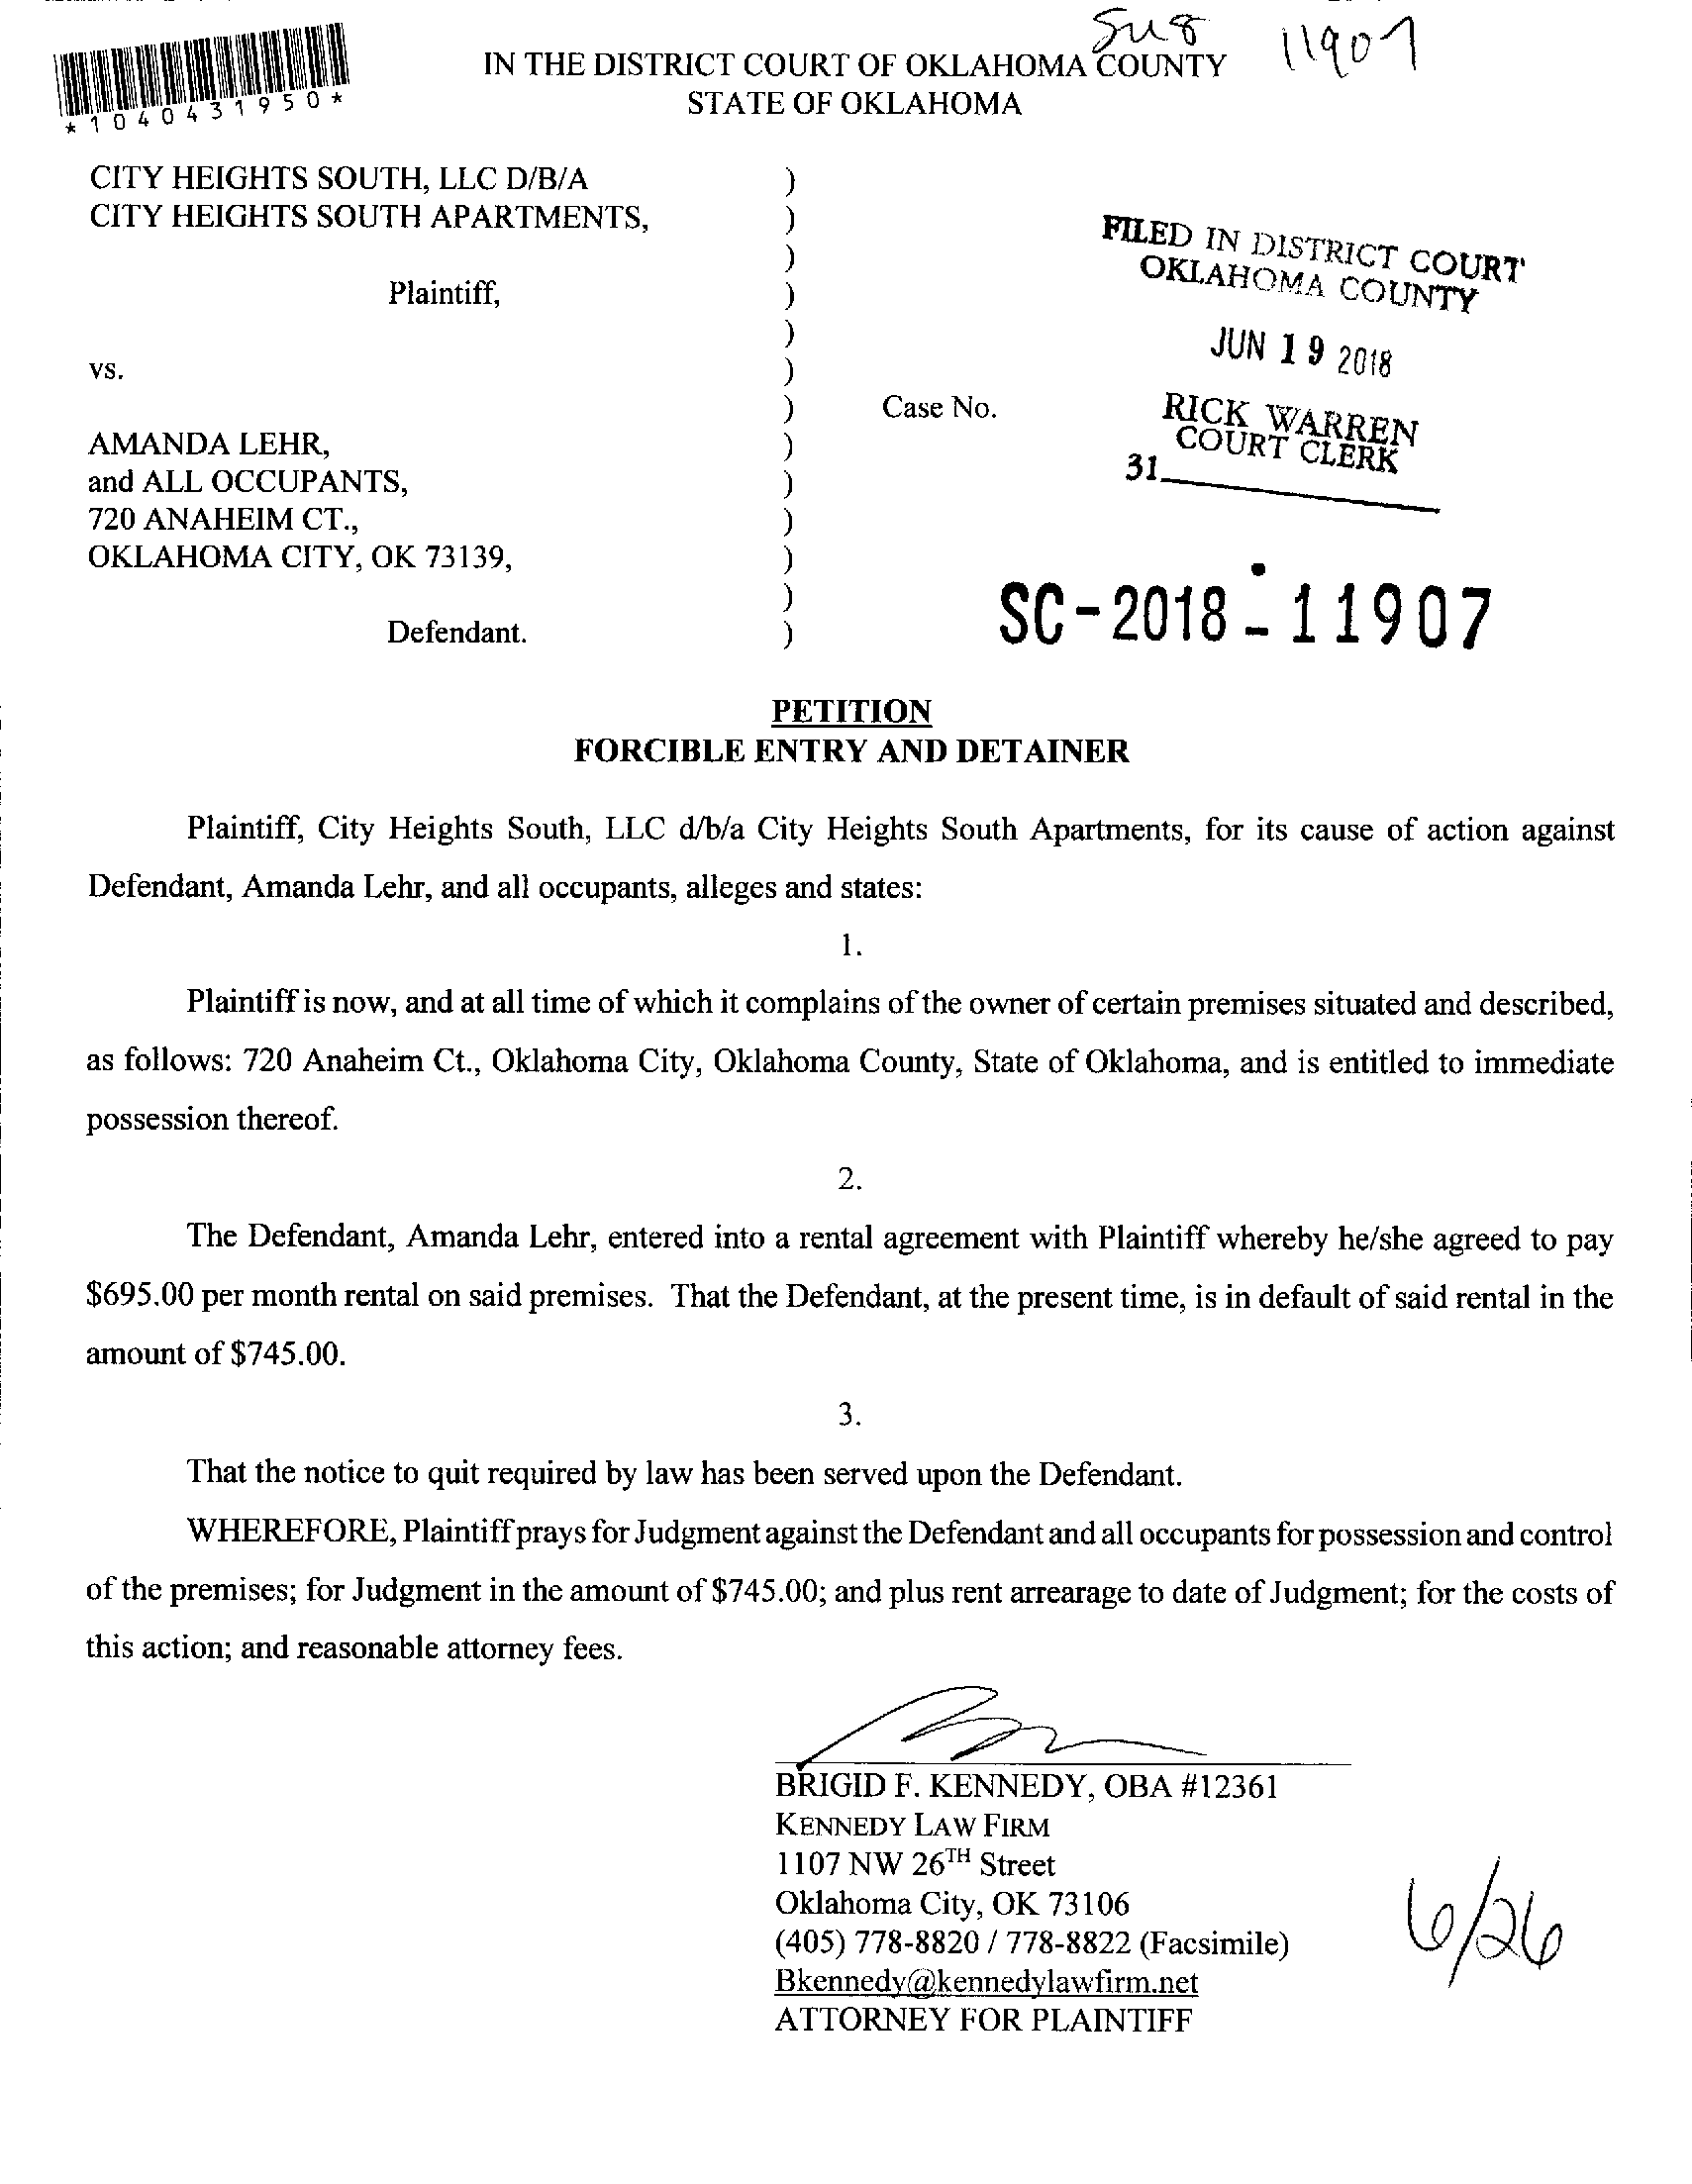 11907
IN THE DISTRICT COURT OF OKLAHOMA COUNTY
STATE OF OKLAHOMA
*1040431950*
CITY HEIGHTS SOUTH, LLC D/B/A )
CITY HEIGHTS SOUTH APARTMENTS, )
)
Plaintiff, )
)
vs. )
) Case No.
AMANDA LEHR, )
and ALL OCCUPANTS, )
720 ANAHEIM CT., )
OKLAHOMA CITY, OK 73139, )
)
Defendant. )
FILED IN DISTRICT COURT
OKLAHOMA COUNTY
JUN 19 2018
RICK WARREN
COURT CLERK
31
SC-2018-11907
PETITION
FORCIBLE ENTRY AND DETAINER
Plaintiff, City Heights South, LLC d/b/a City Heights South Apartments, for its cause of action against
Defendant, Amanda Lehr, and all occupants, alleges and states:
1.
Plaintiff is now, and at all time of which it complains of the owner of certain premises situated and described,
as follows: 720 Anaheim Ct., Oklahoma City, Oklahoma County, State of Oklahoma, and is entitled to immediate
possession thereof.
2.
The Defendant, Amanda Lehr, entered into a rental agreement with Plaintiff whereby he/she agreed to pay
$695.00 per month rental on said premises. That the Defendant, at the present time, is in default of said rental in the
amount of $745.00.
3.
That the notice to quit required by law has been served upon the Defendant.
WHEREFORE, Plaintiff prays for Judgment against the Defendant and all occupants for possession and control
of the premises; for Judgment in the amount of $745.00; and plus rent arrearage to date of Judgment; for the costs of
this action; and reasonable attorney fees.
BRIGID F. KENNEDY, OBA #12361
KENNEDY LAW FIRM
1107 NW 26TH Street
Oklahoma City, OK 73106
(405) 778-8820 / 778-8822 (Facsimile)
Bkennedy@kennedylawfirm.net
ATTORNEY FOR PLAINTIFF
6/26